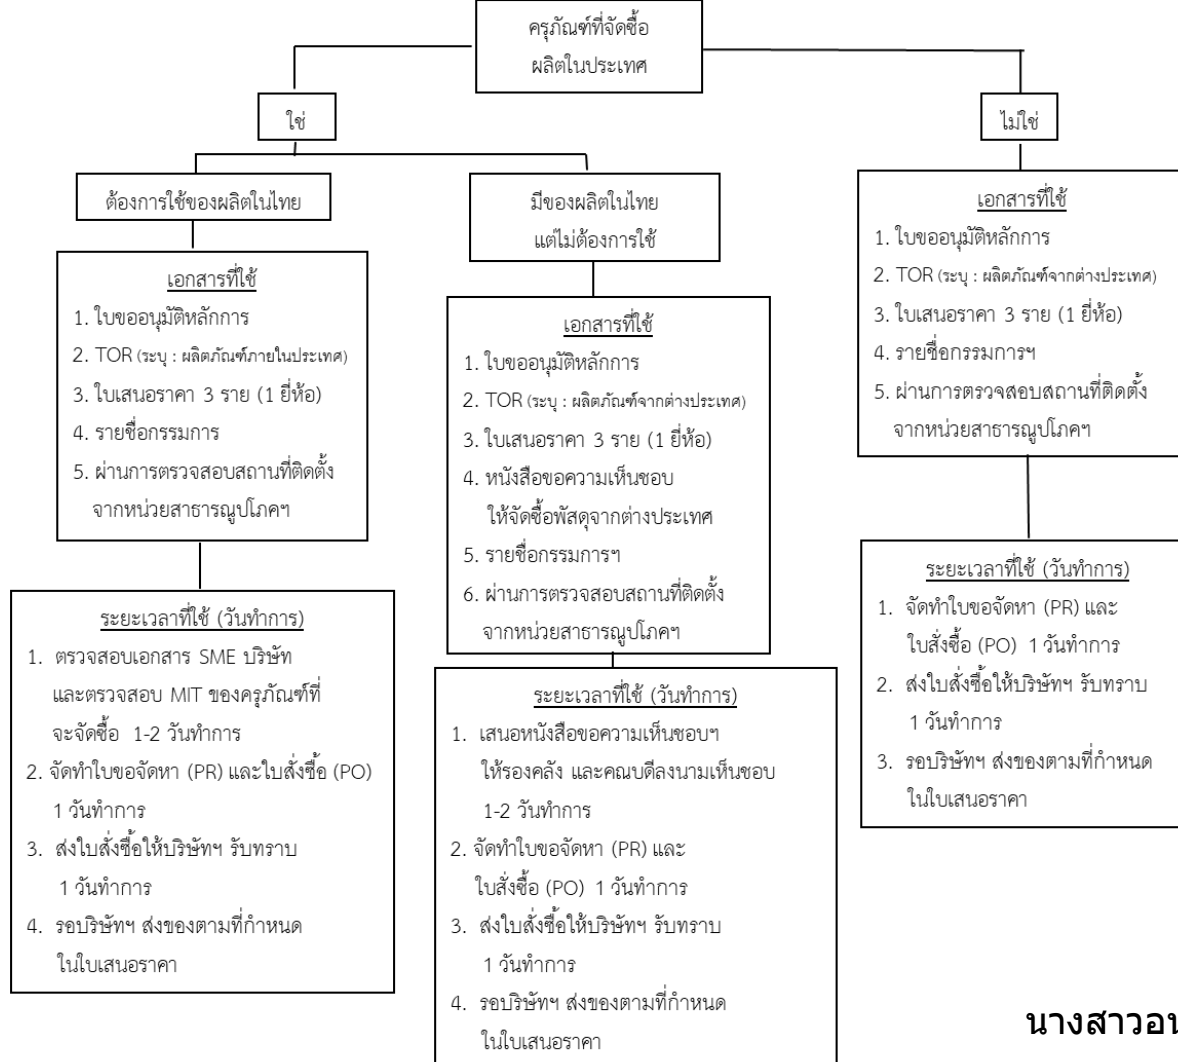 ครุภัณฑ์ที่จัดซื้อ
ผลิตในประเทศ
ใช่
ไม่ใช่
ต้องการใช้ของผลิตในไทย
มีของผลิตในไทย
แต่ไม่ต้องการใช้
เอกสารที่ใช้
1. ใบขออนุมัติหลักการ
2. TOR (ระบุ : ผลิตภัณฑ์ภายในประเทศ)
3. ใบเสนอราคา 3 ราย (1 ยี่ห้อ)
4. รายชื่อกรรมการ
5. ผ่านการตรวจสอบสถานที่ติดตั้ง
จากหน่วยสาธารณูปโภคฯ
ระยะเวลาที่ใช้ (วันทำการ)
1. ตรวจสอบเอกสาร SME บริษัท
และตรวจสอบ MIT ของครุภัณฑ์ที่
จะจัดซื้อ 1-2 วันทำการ
2. จัดทำใบขอจัดหา (PR) และใบสั่งซื้อ (PO)
1 วันทำการ
3. ส่งใบสั่งซื้อให้บริษัทฯ รับทราบ
1 วันทำการ
4. รอบริษัทฯ ส่งของตามที่กำหนด
ในใบเสนอราคา
เอกสารที่ใช้
1. ใบขออนุมัติหลักการ
2. TOR (ระบุ : ผลิตภัณฑ์จากต่างประเทศ)
3. ใบเสนอราคา 3 ราย (1 ยี่ห้อ)
4. หนังสือขอความเห็นชอบ
ให้จัดซื้อพัสดุจากต่างประเทศ
5. รายชื่อกรรมการฯ
6. ผ่านการตรวจสอบสถานที่ติดตั้ง
จากหน่วยสาธารณูปโภคฯ
ระยะเวลาที่ใช้ (วันทำการ)
1. เสนอหนังสือขอความเห็นชอบฯ
ให้รองคลัง และคณบดีลงนามเห็นชอบ
1-2 วันทำการ
2. จัดทำใบขอจัดหา (PR) และ
ใบสั่งซื้อ (PO) 1 วันทำการ
3. ส่งใบสั่งซื้อให้บริษัทฯ รับทราบ
1 วันทำการ
4. รอบริษัทฯ ส่งของตามที่กำหนด
ในใบเสนอราคา
เอกสารที่ใช้
1. ใบขออนุมัติหลักการ
2. TOR (ระบุ : ผลิตภัณฑ์จากต่างประเทศ)
3. ใบเสนอราคา 3 ราย (1 ยี่ห้อ)
4. รายชื่อกรรมการฯ
5. ผ่านการตรวจสอบสถานที่ติดตั้ง
จากหน่วยสาธารณูปโภคฯ
ระยะเวลาที่ใช้ (วันทำการ)
1. จัดทำใบขอจัดหา (PR) และ
ใบสั่งซื้อ (PO) 1 วันทำการ
2. ส่งใบสั่งซื้อให้บริษัทฯ รับทราบ
1 วันทำการ
3. รอบริษัทฯ ส่งของตามที่กำหนด
ในใบเสนอราคา
นางสาว